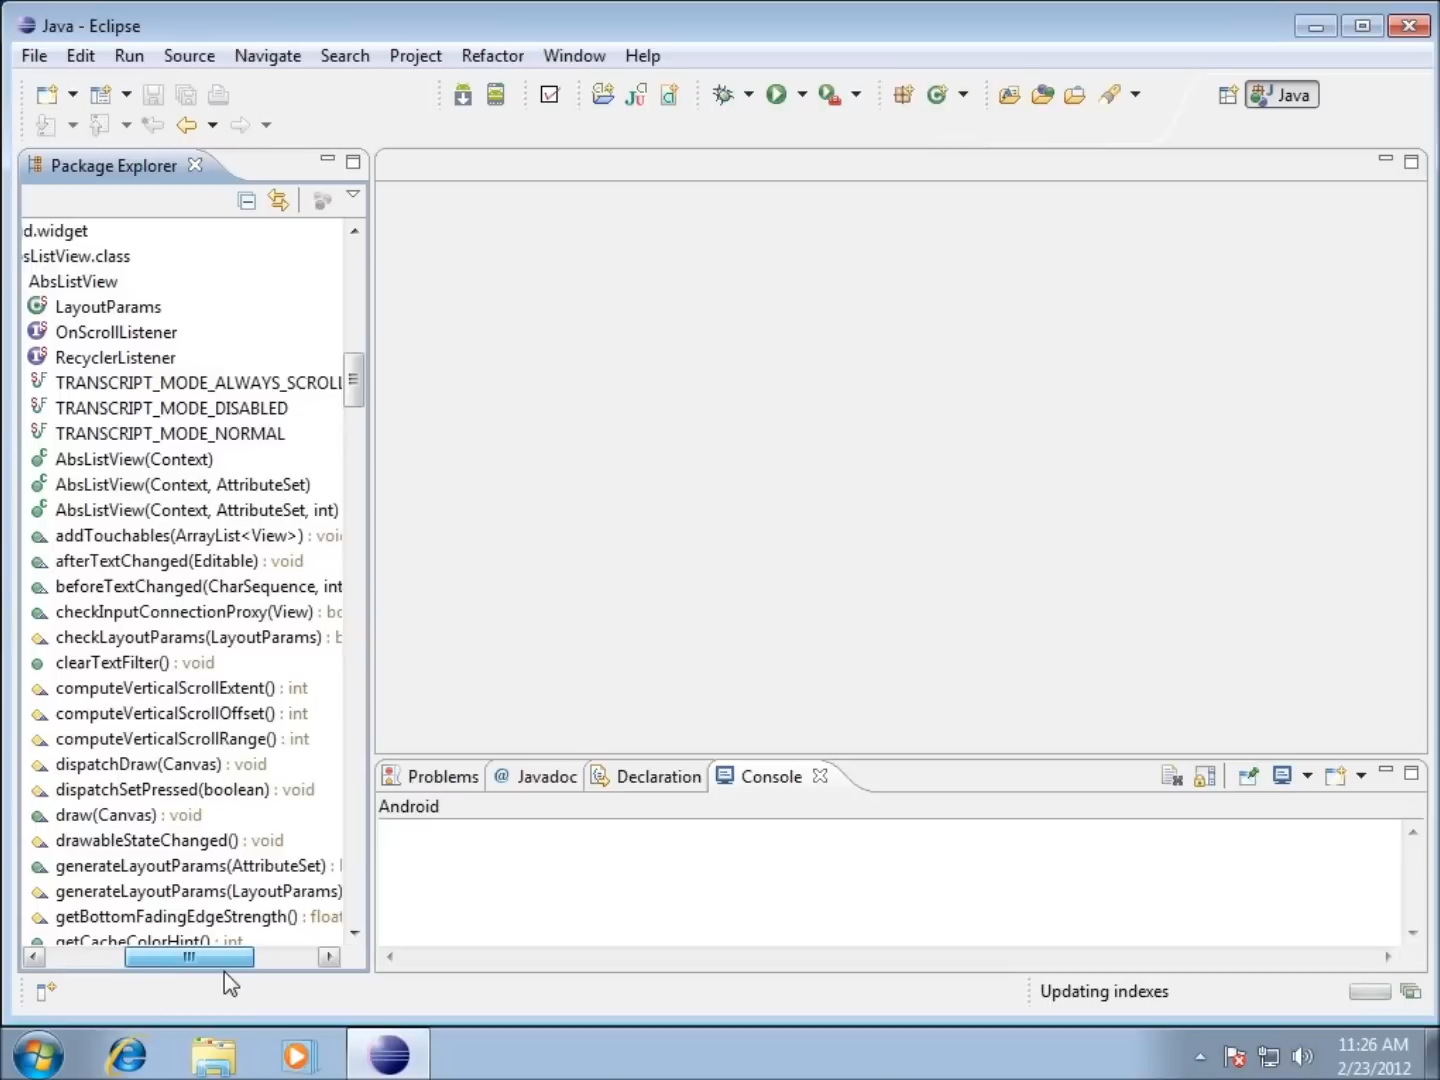 Java - Eclipse
File Edit Run Source Navigate Search Project Refactor Window Help
Java
Package Explorer
d.widget
sListView.class
AbsListView
LayoutParams
OnScrollListener
RecyclerListener
TRANSCRIPT_MODE_ALWAYS_SCROLL
TRANSCRIPT_MODE_DISABLED
TRANSCRIPT_MODE_NORMAL
AbsListView(Context)
AbsListView(Context, AttributeSet)
AbsListView(Context, AttributeSet, int)
addTouchables(ArrayList<View>) : voi
afterTextChanged(Editable) : void
beforeTextChanged(CharSequence, int
checkInputConnectionProxy(View) : bo
checkLayoutParams(LayoutParams) : b
clearTextFilter() : void
computeVerticalScrollExtent() : int
computeVerticalScrollOffset() : int
computeVerticalScrollRange() : int
dispatchDraw(Canvas) : void
dispatchSetPressed(boolean) : void
draw(Canvas) : void
drawableStateChanged() : void
generateLayoutParams(AttributeSet) :
generateLayoutParams(LayoutParams)
getBottomFadingEdgeStrength() : float
getCacheColorHint() : int
Problems Javadoc Declaration Console
Android
Updating indexes
11:26 AM
2/23/2012